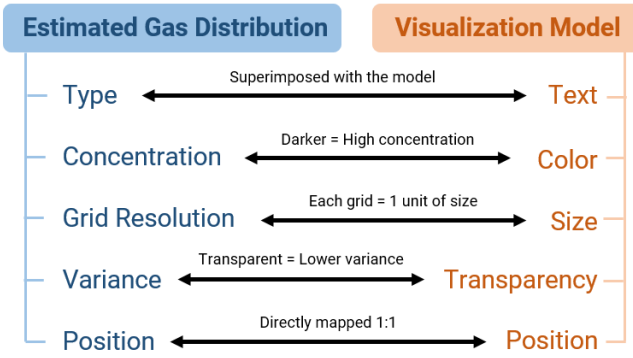 Estimated Gas Distribution
Visualization Model
Type
Superimposed with the model
Text
Concentration
Darker = High concentration
Color
Grid Resolution
Each grid = 1 unit of size
Size
Variance
Transparent = Lower variance
Transparency
Position
Directly mapped 1:1
Position